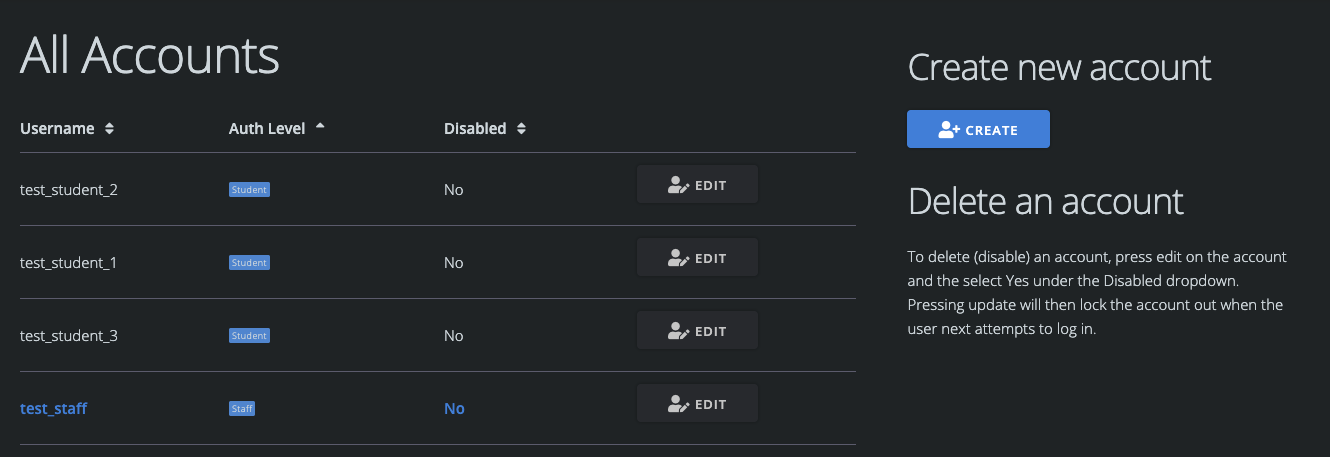 All Accounts
Username Auth Level Disabled
test_student_2 Student No EDIT
test_student_1 Student No EDIT
test_student_3 Student No EDIT
test_staff Staff No EDIT
Create new account
CREATE
Delete an account
To delete (disable) an account, press edit on the account
and the select Yes under the Disabled dropdown.
Pressing update will then lock the account out when the
user next attempts to log in.